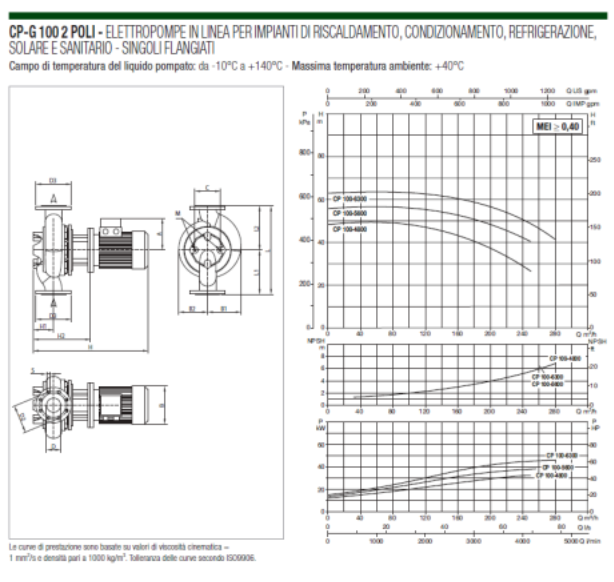 CP-G 100 2 POLI - ELETTROPOMPE IN LINEA PER IMPIANTI DI RISCALDAMENTO, CONDIZIONAMENTO, REFRIGERAZIONE,
SOLARE E SANITARIO - SINGOLI FLANGIATI
Campo di temperatura del liquido pompato: da -10°C a +140°C - Massima temperatura ambiente: +40°C
D3
C
M
A
L2
L
L1
D3
H1
H2
H
B2
B1
S
D2
B
D
0 200 400 600 800 1000 1200 Q US gpm
0 200 400 600 800 1000 Q IMP gpm
P
kPa
H
m
H
ft
MEI ≥ 0,40
800
600
400
200
0
80
60
40
20
0
250
200
150
100
50
0
CP 100-6300
CP 100-5600
CP 100-4800
0 40 80 120 160 200 240 280 Q m³/h
NPSH
m
NPSH
ft
8
6
4
2
0
20
10
0
CP 100-4800
CP 100-6300
0 40 80 120 160 200 240 280 Q m³/h
P
kW
P
HP
60
40
20
80
60
40
20
CP 100-6300
CP 100-5600
CP 100-4800
0 40 80 120 160 200 240 280 Q m³/h
0 20 40 60 80 Q l/s
0 1000 2000 3000 4000 5000 Q l/min
Le curve di prestazione sono basate su valori di viscosità cinematica =
1 mm²/s e densità pari a 1000 kg/m³. Tolleranza delle curve secondo ISO9906.